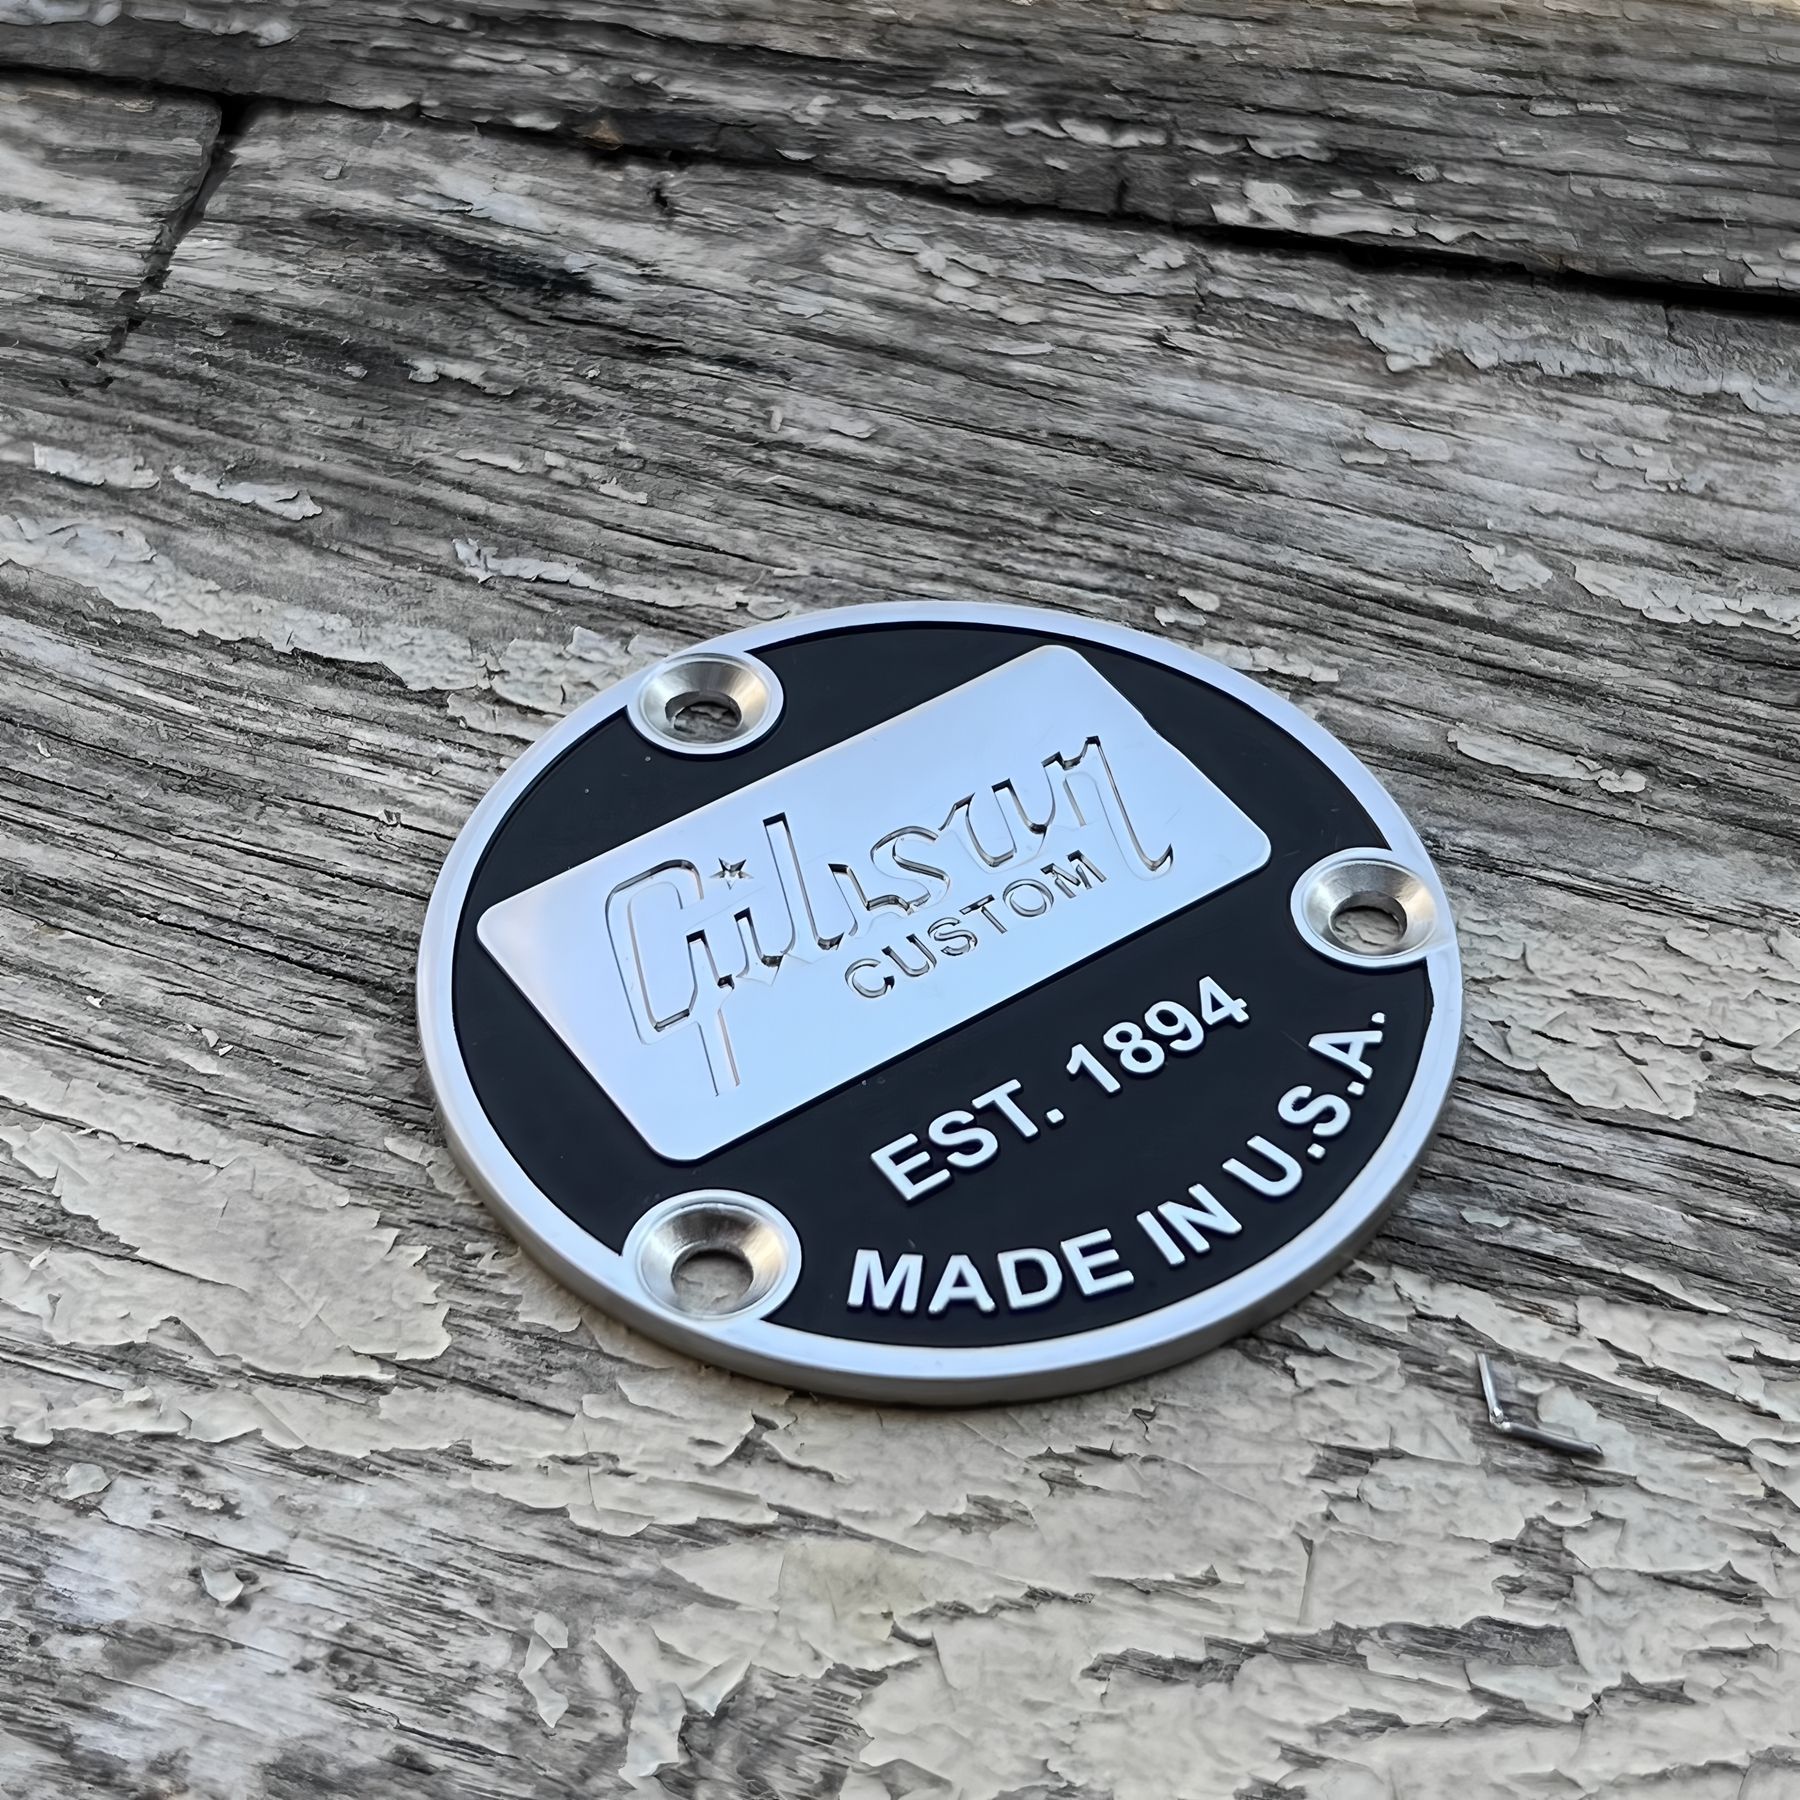 Gibson
CUSTOM
EST. 1894
MADE IN U.S.A.